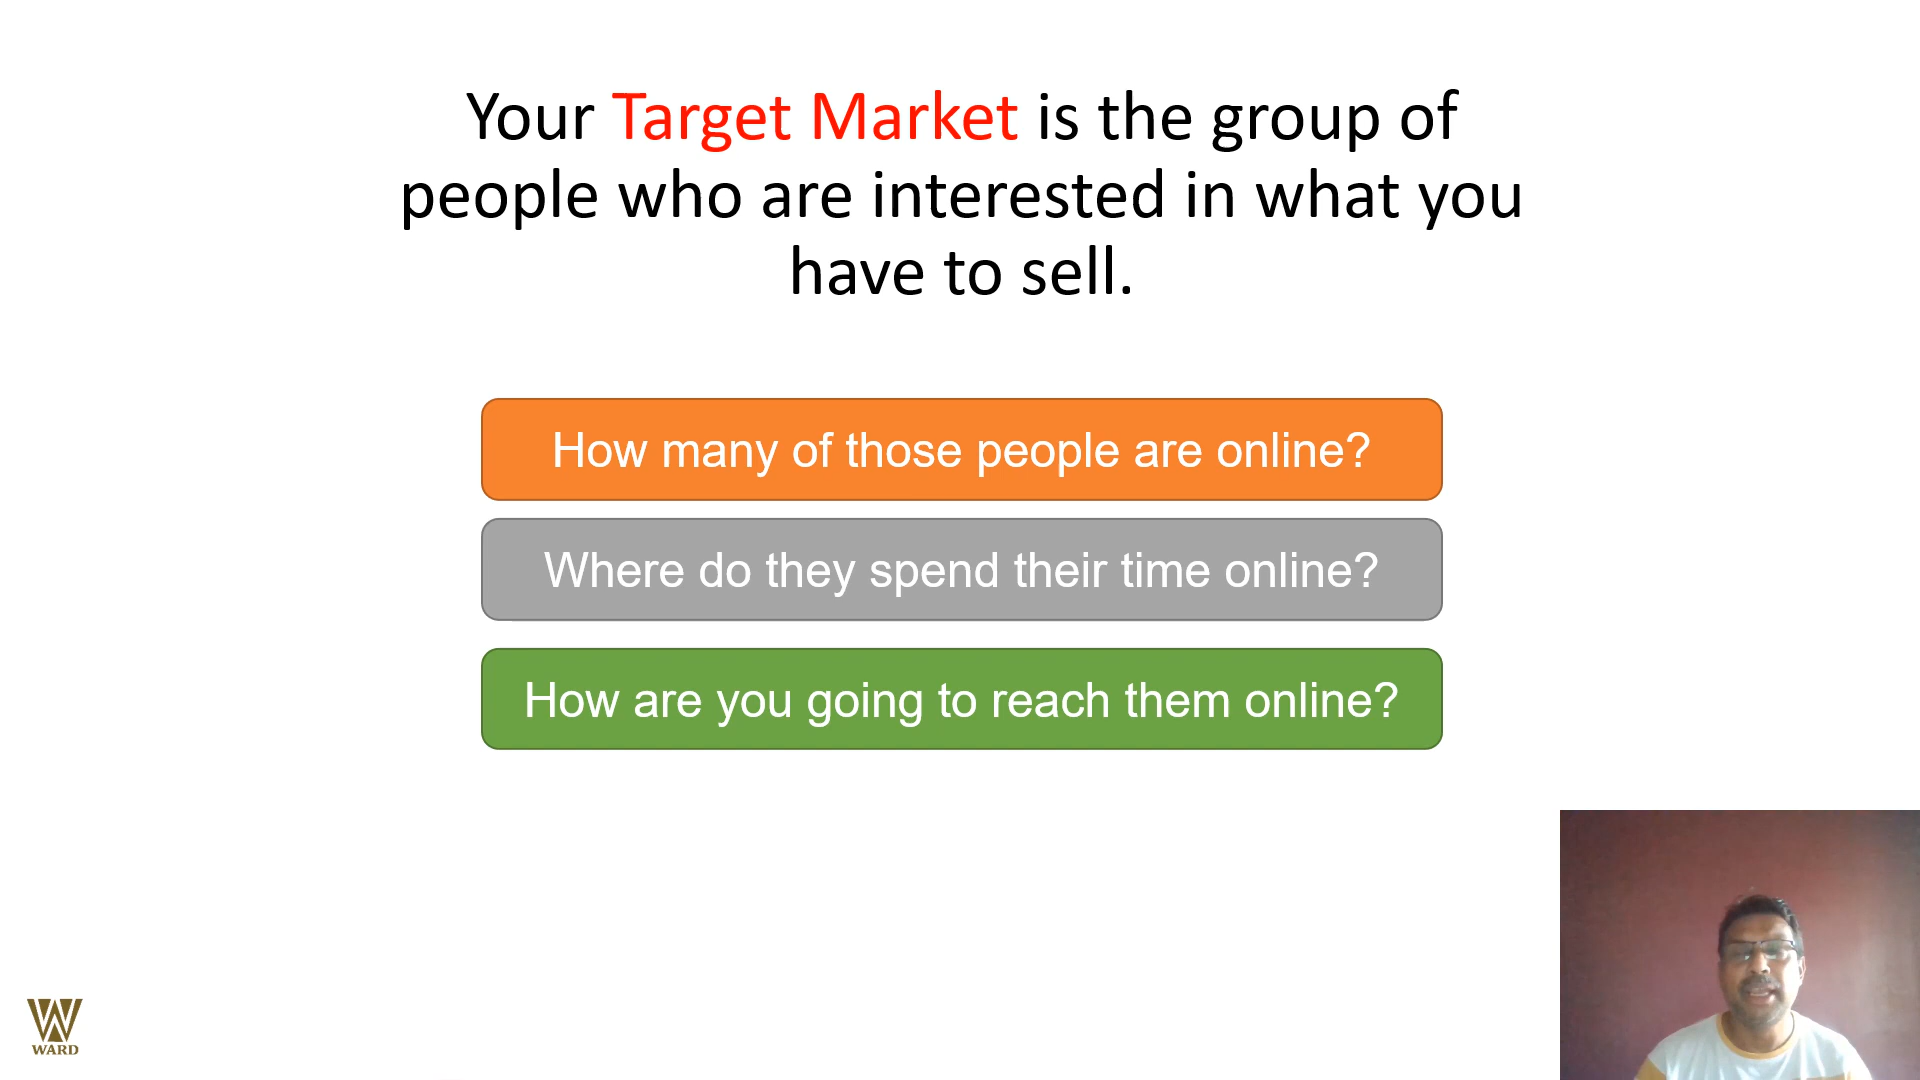 Your Target Market is the group of
people who are interested in what you
have to sell.
How many of those people are online?
Where do they spend their time online?
How are you going to reach them online?
WARD